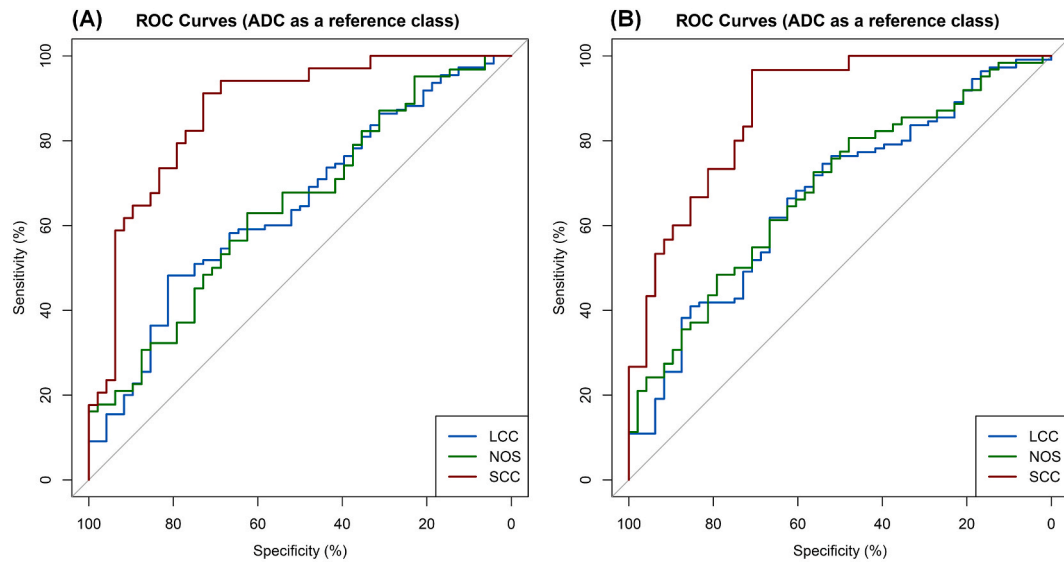 (A) ROC Curves (ADC as a reference class)
Sensitivity (%)
100
80
60
40
20
0
LCC
NOS
SCC
100 80 60 40 20 0
Specificity (%)
(B) ROC Curves (ADC as a reference class)
Sensitivity (%)
100
80
60
40
20
0
LCC
NOS
SCC
100 80 60 40 20 0
Specificity (%)